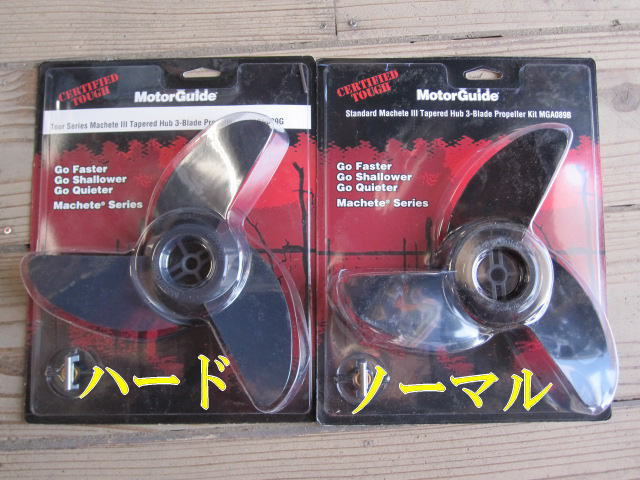 CERTIFIED
TOUGH
MotorGuide
Tour Series Machete III Tapered Hub 3-Blade
Go Faster
Go Shallower
Go Quieter
Machete® Series
ハード
CERTIFIED
TOUGH
MotorGuide
Standard Machete III Tapered Hub 3-Blade Propeller Kit MGA089B
Go Faster
Go Shallower
Go Quieter
Machete® Series
ノーマル